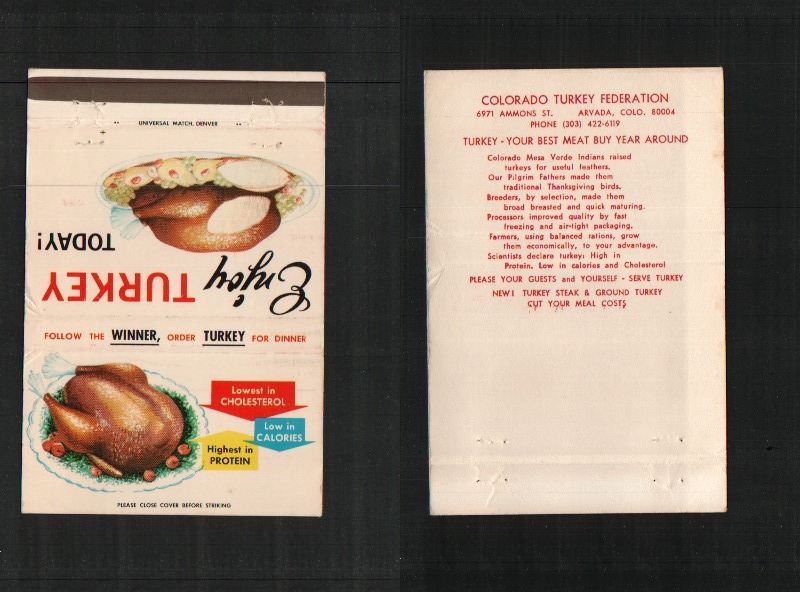 UNIVERSAL MATCH, DENVER
Enjoy
TURKEY
TODAY!
FOLLOW THE WINNER, ORDER TURKEY FOR DINNER
Lowest in
CHOLESTEROL
Low in
CALORIES
Highest in
PROTEIN
PLEASE CLOSE COVER BEFORE STRIKING
COLORADO TURKEY FEDERATION
6971 AMMONS ST. ARVADA, COLO. 80004
PHONE (303) 422-6119
TURKEY - YOUR BEST MEAT BUY YEAR AROUND
Colorado Mesa Verde Indians raised
turkeys for useful feathers.
Our Pilgrim Fathers made them
traditional Thanksgiving birds.
Breeders, by selection, made them
broad breasted and quick maturing.
Processors improved quality by fast
freezing and air-tight packaging.
Farmers, using balanced rations, grow
them economically, to your advantage.
Scientists declare turkey: High in
Protein. Low in calories and Cholesterol
PLEASE YOUR GUESTS and YOURSELF - SERVE TURKEY
NEW! TURKEY STEAK & GROUND TURKEY
CUT YOUR MEAL COSTS